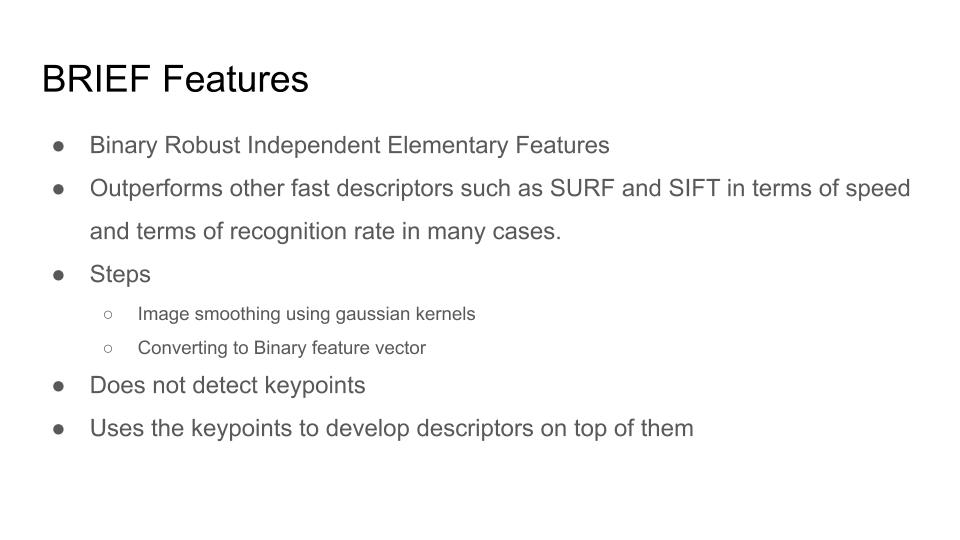 BRIEF Features
● Binary Robust Independent Elementary Features
● Outperforms other fast descriptors such as SURF and SIFT in terms of speed
and terms of recognition rate in many cases.
● Steps
○ Image smoothing using gaussian kernels
○ Converting to Binary feature vector
● Does not detect keypoints
● Uses the keypoints to develop descriptors on top of them